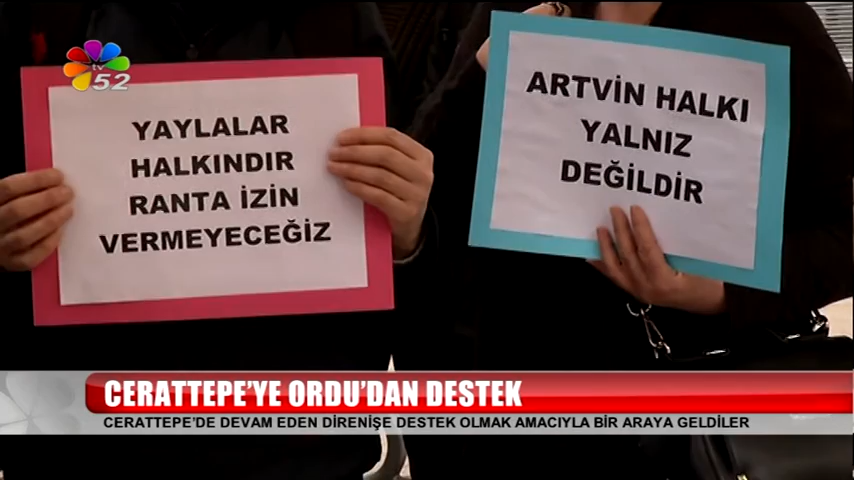 tv
52
YAYLALAR
HALKINDIR
RANTA İZİN
VERMEYECEĞİZ
ARTVİN HALKI
YALNIZ
DEĞİLDİR
CERATTEPE'YE ORDU'DAN DESTEK
CERATTEPE'DE DEVAM EDEN DİRENİŞE DESTEK OLMAK AMACIYLA BİR ARAYA GELDİLER